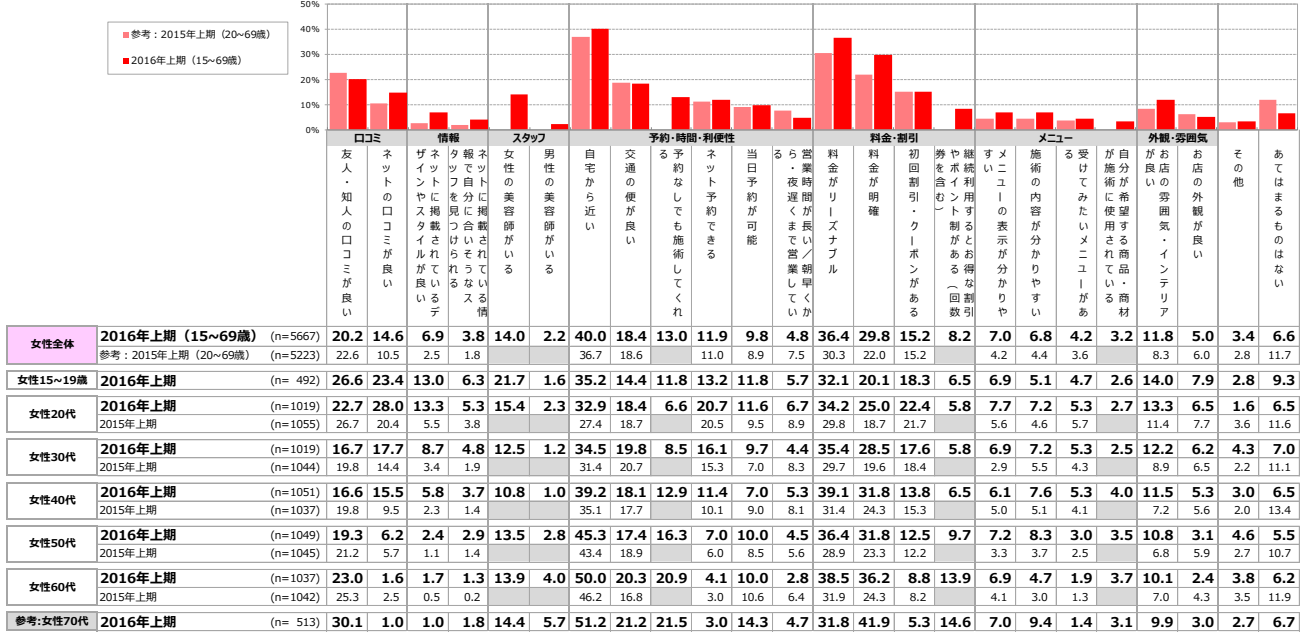 50%
40%
30%
20%
10%
0%
参考：2015年上期（20~69歳）
2016年上期（15~69歳）
口コミ 情報 スタッフ 予約・時間・利便性 料金・割引 メニュー 外観・雰囲気
友人・知人の口コミが良い
ネットの口コミが良い
ネットに掲載されているデザインやスタイルが良い
ネットに掲載されている情報で自分に合いそうなスタッフを見つけられる
女性の美容師がいる
男性の美容師がいる
自宅から近い
交通の便が良い
予約なしでも施術してくれる
ネット予約できる
当日予約が可能
営業時間が長い／朝早くから・夜遅くまで営業している
料金がリーズナブル
料金が明確
初回割引・クーポンがある
継続利用するとお得な割引やポイント制がある（回数券を含む）
メニューの表示が分かりやすい
施術の内容が分かりやすい
受けてみたいメニューがある
自分が希望する商品・商材が施術に使用されている
お店の雰囲気・インテリアが良い
お店の外観が良い
その他
あてはまるものはない
女性全体
2016年上期（15~69歳） (n=5667) 20.2 14.6 6.9 3.8 14.0 2.2 40.0 18.4 13.0 11.9 9.8 4.8 36.4 29.8 15.2 8.2 7.0 6.8 4.2 3.2 11.8 5.0 3.4 6.6
参考：2015年上期（20~69歳） (n=5223) 22.6 10.5 2.5 1.8 36.7 18.6 11.0 8.9 7.5 30.3 22.0 15.2 4.2 4.4 3.6 8.3 6.0 2.8 11.7
女性15~19歳 2016年上期 (n= 492) 26.6 23.4 13.0 6.3 21.7 1.6 35.2 14.4 11.8 13.2 11.8 5.7 32.1 20.1 18.3 6.5 6.9 5.1 4.7 2.6 14.0 7.9 2.8 9.3
女性20代
2016年上期 (n=1019) 22.7 28.0 13.3 5.3 15.4 2.3 32.9 18.4 6.6 20.7 11.6 6.7 34.2 25.0 22.4 5.8 7.7 7.2 5.3 2.7 13.3 6.5 1.6 6.5
2015年上期 (n=1055) 26.7 20.4 5.5 3.8 27.4 18.7 20.5 9.5 8.9 29.8 18.7 21.7 5.6 4.6 5.7 11.4 7.7 3.6 11.6
女性30代
2016年上期 (n=1019) 16.7 17.7 8.7 4.8 12.5 1.2 34.5 19.8 8.5 16.1 9.7 4.4 35.4 28.5 17.6 5.8 6.9 7.2 5.3 2.5 12.2 6.2 4.3 7.0
2015年上期 (n=1044) 19.8 14.4 3.4 1.9 31.4 20.7 15.3 7.0 8.3 29.7 19.6 18.4 2.9 5.5 4.3 8.9 6.5 2.2 11.1
女性40代
2016年上期 (n=1051) 16.6 15.5 5.8 3.7 10.8 1.0 39.2 18.1 12.9 11.4 7.0 5.3 39.1 31.8 13.8 6.5 6.1 7.6 5.3 4.0 11.5 5.3 3.0 6.5
2015年上期 (n=1037) 19.8 9.5 2.3 1.4 35.1 17.7 10.1 9.0 8.1 31.4 24.3 15.3 5.0 5.1 4.1 7.2 5.6 2.0 13.4
女性50代
2016年上期 (n=1049) 19.3 6.2 2.4 2.9 13.5 2.8 45.3 17.4 16.3 7.0 10.0 4.5 36.4 31.8 12.5 9.7 7.2 8.3 3.0 3.5 10.8 3.1 4.6 5.5
2015年上期 (n=1045) 21.2 5.7 1.1 1.4 43.4 18.9 6.0 8.5 5.6 28.9 23.3 12.2 3.3 3.7 2.5 6.8 5.9 2.7 10.7
女性60代
2016年上期 (n=1037) 23.0 1.6 1.7 1.3 13.9 4.0 50.0 20.3 20.9 4.1 10.0 2.8 38.5 36.2 8.8 13.9 6.9 4.7 1.9 3.7 10.1 2.4 3.8 6.2
2015年上期 (n=1042) 25.3 2.5 0.5 0.2 46.2 16.8 3.0 10.6 6.4 31.9 24.3 8.2 4.1 3.0 1.3 7.0 4.3 3.5 11.9
参考:女性70代 2016年上期 (n= 513) 30.1 1.0 1.0 1.8 14.4 5.7 51.2 21.2 21.5 3.0 14.3 4.7 31.8 41.9 5.3 14.6 7.0 9.4 1.4 3.1 9.9 3.0 2.7 6.7